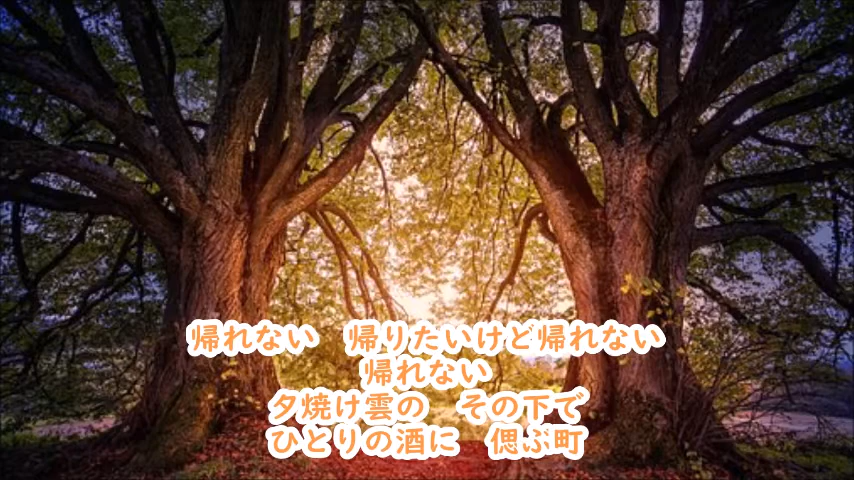 帰れない　帰りたいけど帰れない
帰れない
夕焼け雲の　その下で
ひとりの酒に　偲ぶ町